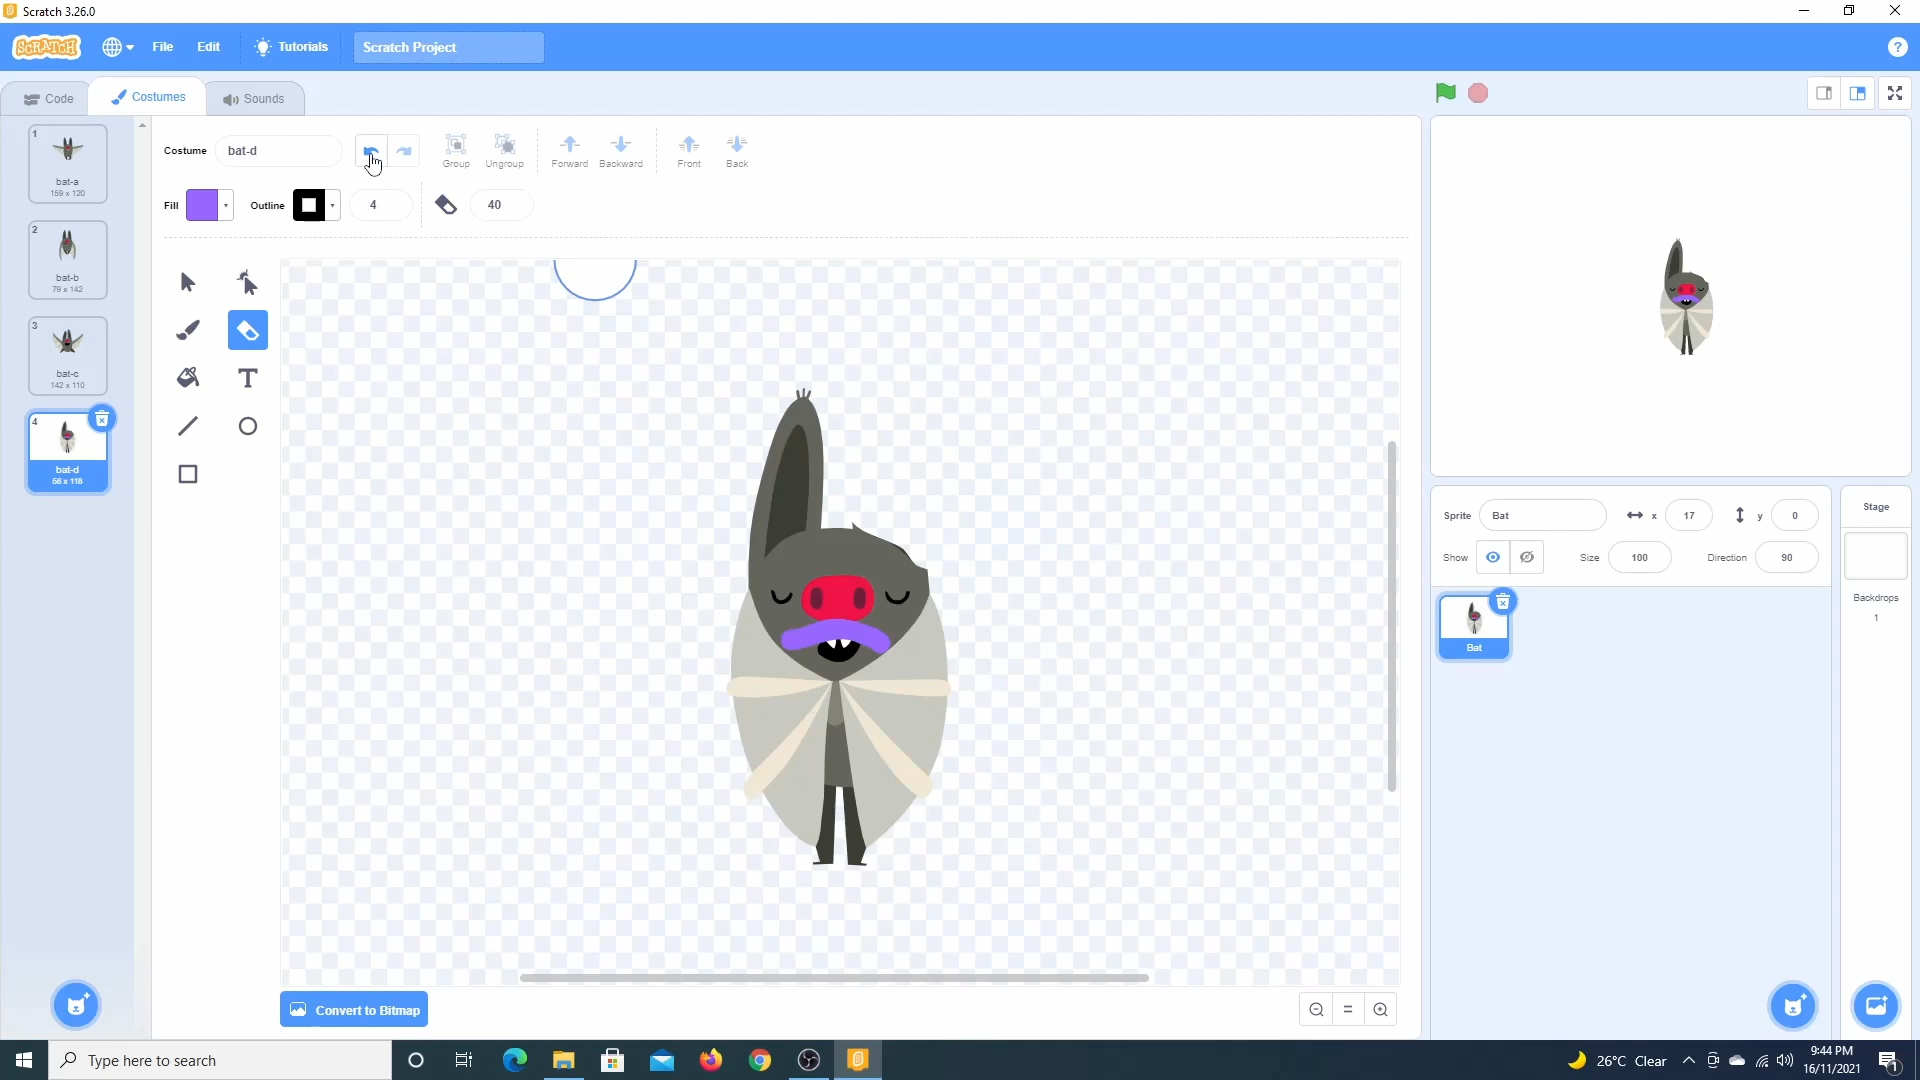 Scratch 3.26.0
SCRATCH File Edit Tutorials Scratch Project ?
Code Costumes Sounds
1
bat-a
159 x 120
2
bat-b
79 x 142
3
bat-c
142 x 110
4
bat-d
56 x 118
Costume bat-d
Group Ungroup Forward Backward Front Back
Fill Outline 4 40
T
Convert to Bitmap
Sprite Bat x 17 y 0
Show Size 100 Direction 90
Bat
Stage
Backdrops
1
Type here to search
26°C Clear
9:44 PM
16/11/2021
1